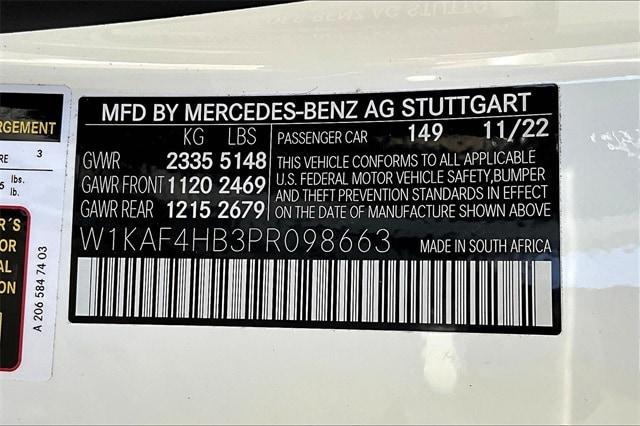 MFD BY MERCEDES-BENZ AG STUTTGART
KG LBS
PASSENGER CAR 149 11/22
GVWR 2335 5148
GAWR FRONT 1120 2469
GAWR REAR 1215 2679
THIS VEHICLE CONFORMS TO ALL APPLICABLE
U.S. FEDERAL MOTOR VEHICLE SAFETY,BUMPER
AND THEFT PREVENTION STANDARDS IN EFFECT
ON THE DATE OF MANUFACTURE SHOWN ABOVE
W1KAF4HB3PR098663 MADE IN SOUTH AFRICA
3
lbs.
lb.
A 206 584 74 03